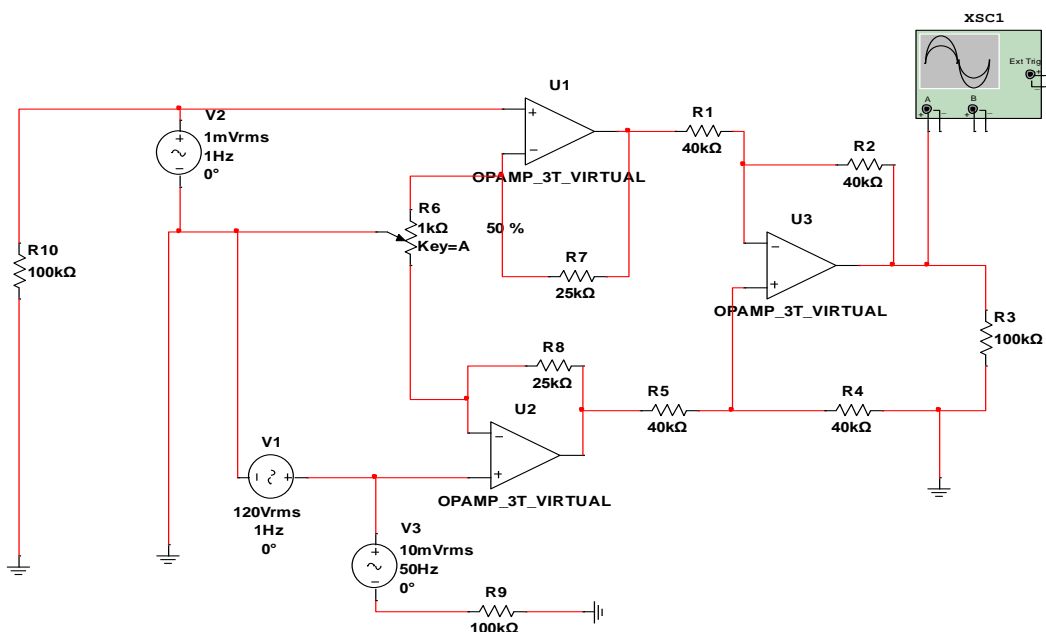 XSC1
Ext Trig
+
−
A
B
+
−
+
−
U1
+
−
OPAMP_3T_VIRTUAL
V2
+
−
1mVrms
1Hz
0°
R1
40kΩ
R2
40kΩ
R6
1kΩ
Key=A
50 %
R7
25kΩ
U3
−
+
OPAMP_3T_VIRTUAL
R10
100kΩ
R3
100kΩ
R8
25kΩ
U2
−
+
OPAMP_3T_VIRTUAL
R5
40kΩ
R4
40kΩ
V1
−
+
120Vrms
1Hz
0°
V3
+
−
10mVrms
50Hz
0°
R9
100kΩ